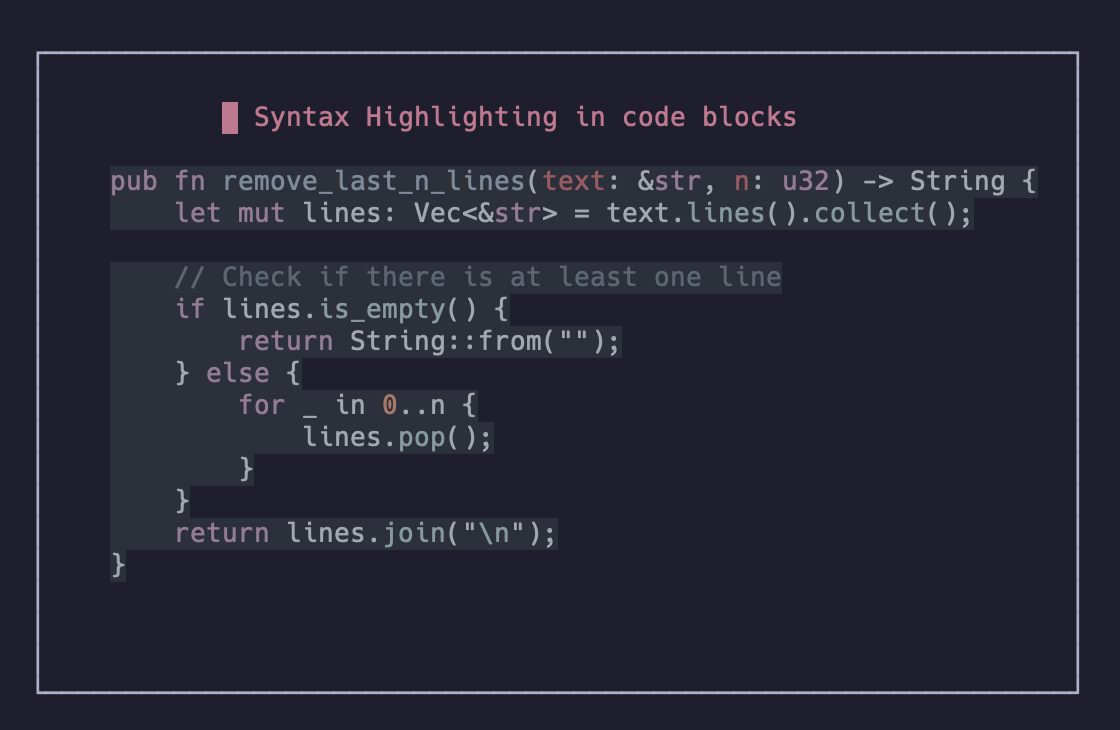 Syntax Highlighting in code blocks
pub fn remove_last_n_lines(text: &str, n: u32) -> String {
    let mut lines: Vec<&str> = text.lines().collect();
    // Check if there is at least one line
    if lines.is_empty() {
        return String::from("");
    } else {
        for _ in 0..n {
            lines.pop();
        }
    }
    return lines.join("\n");
}